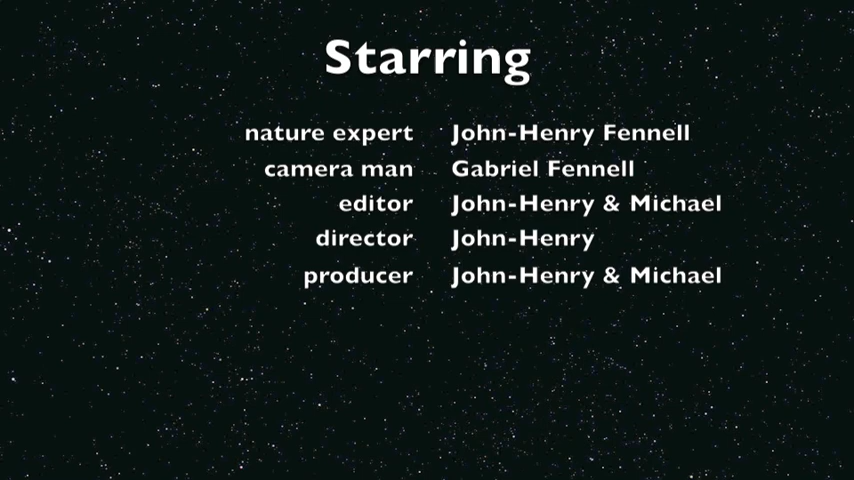 Starring
nature expert John-Henry Fennell
camera man Gabriel Fennell
editor John-Henry & Michael
director John-Henry
producer John-Henry & Michael